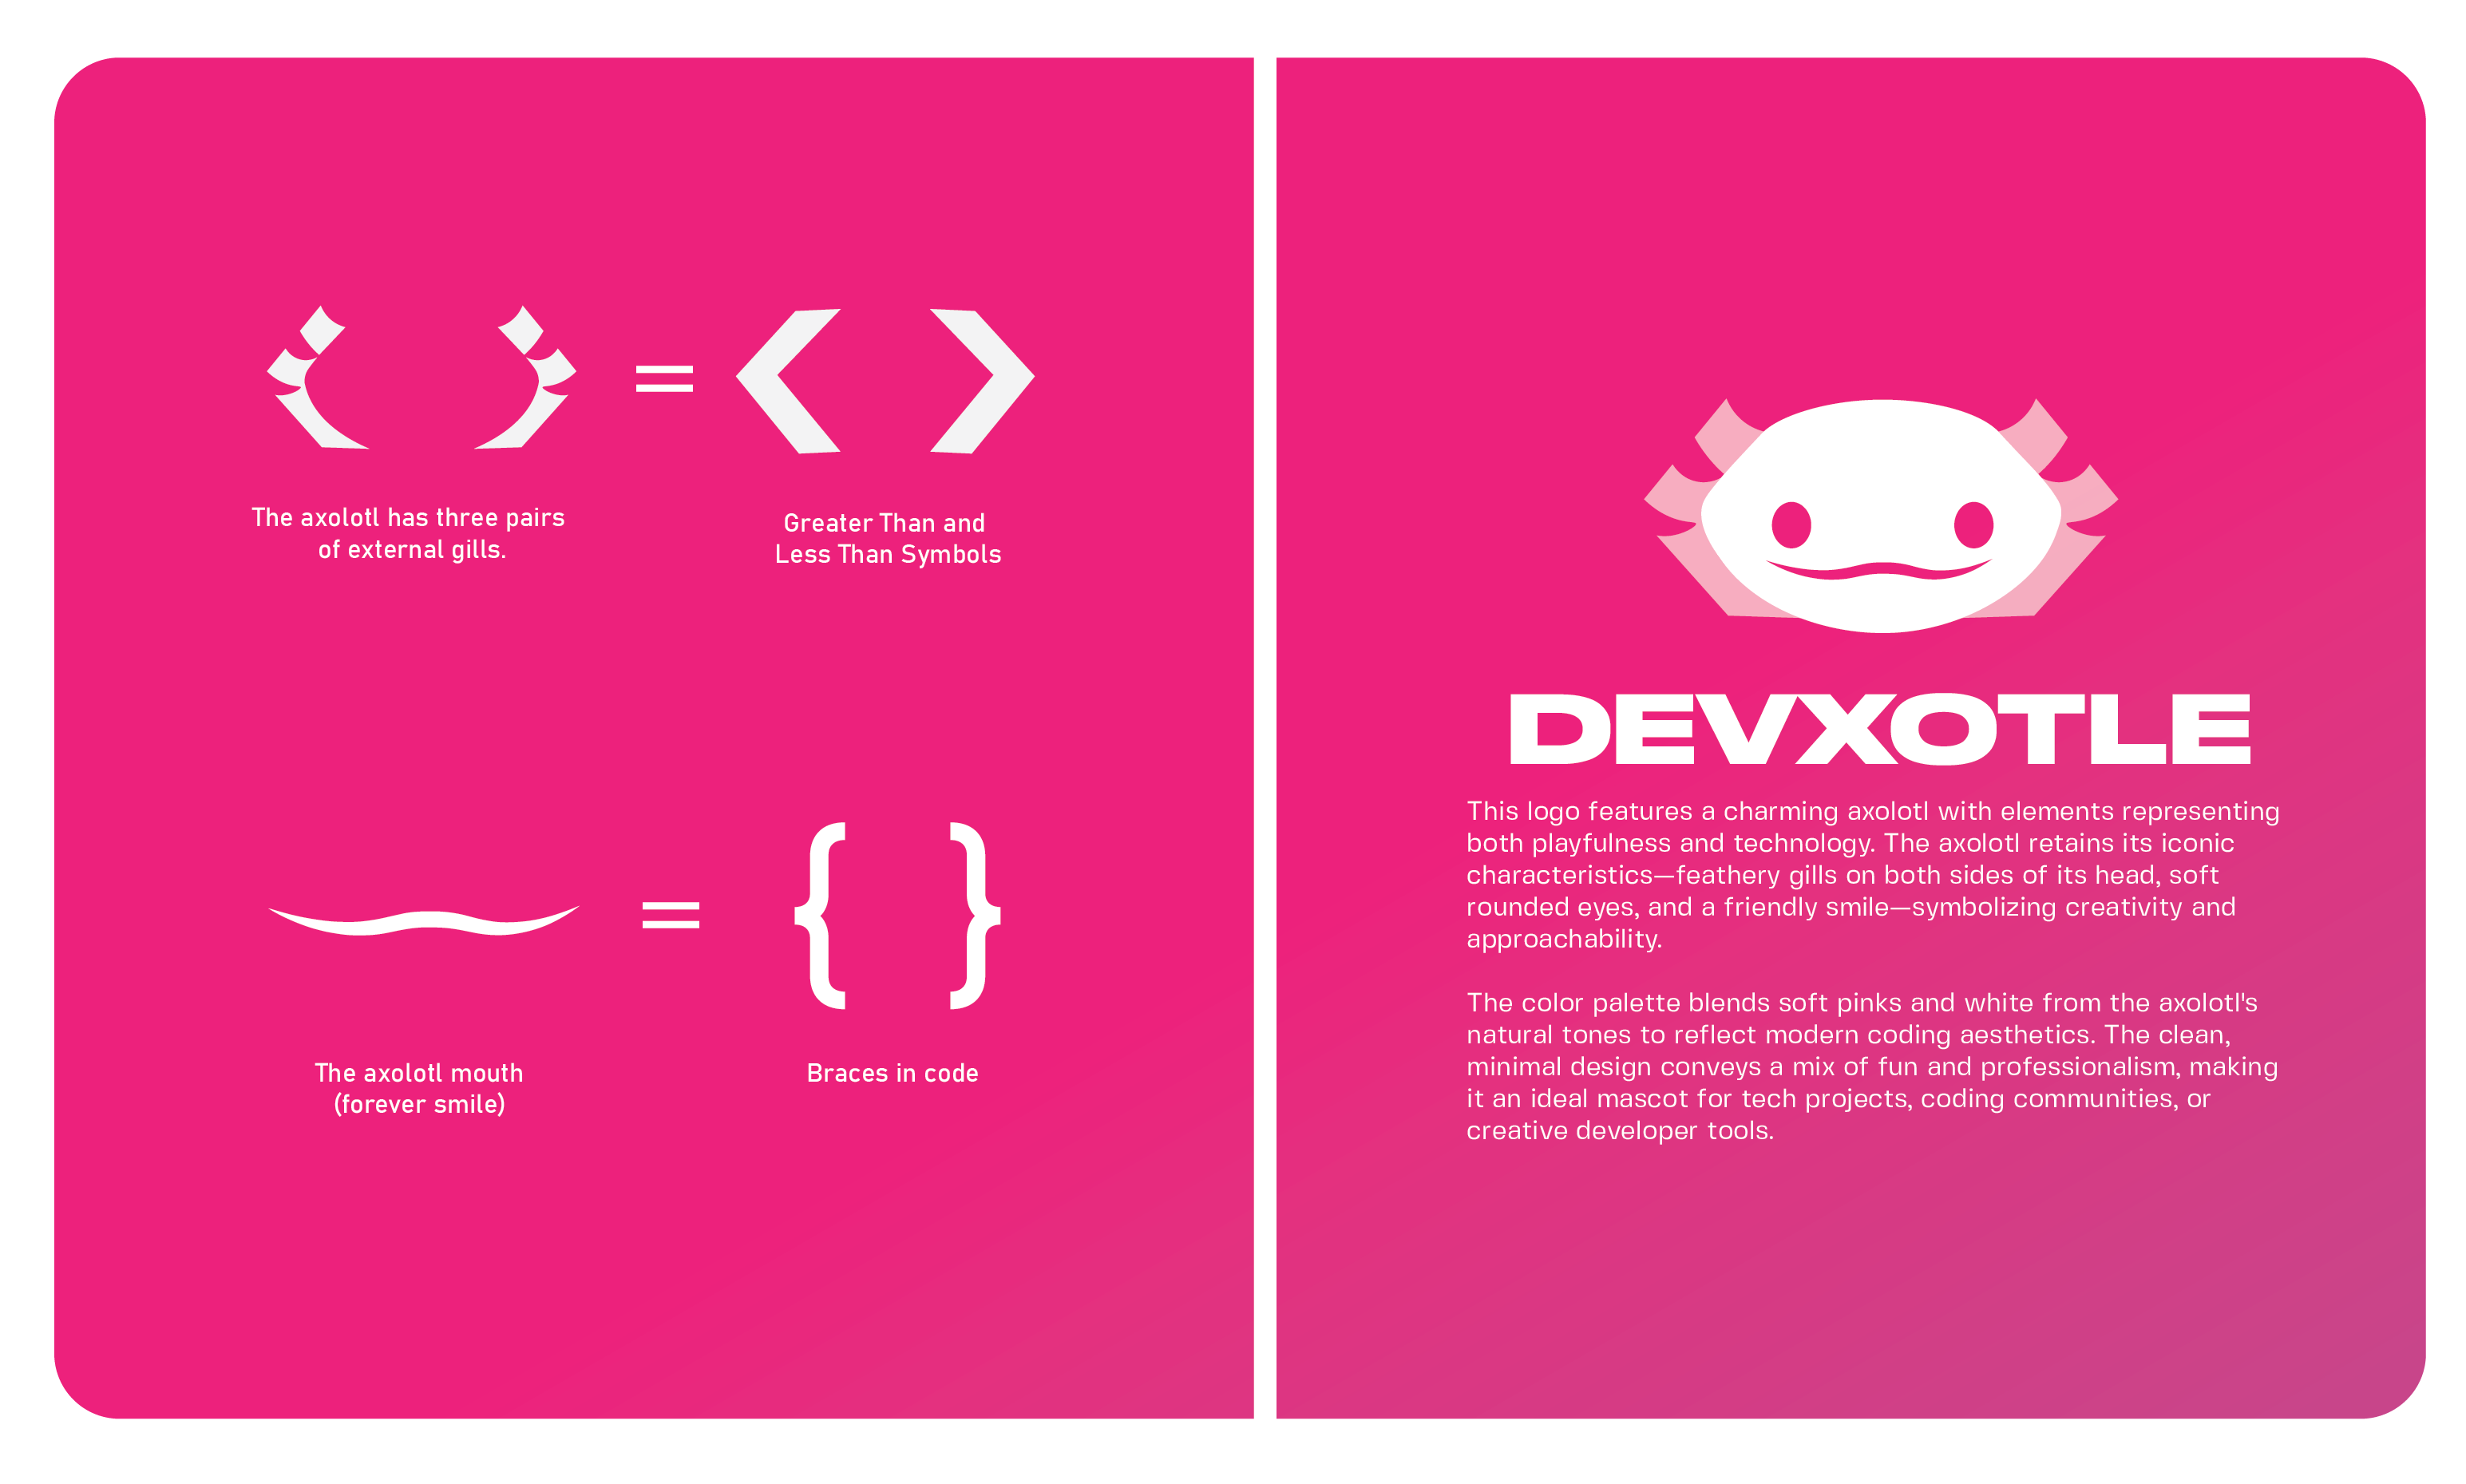 The axolotl has three pairs
of external gills.
=
< >
Greater Than and
Less Than Symbols
=
{ }
The axolotl mouth
(forever smile)
Braces in code
DEVXOTLE
This logo features a charming axolotl with elements representing
both playfulness and technology. The axolotl retains its iconic
characteristics—feathery gills on both sides of its head, soft
rounded eyes, and a friendly smile—symbolizing creativity and
approachability.
The color palette blends soft pinks and white from the axolotl's
natural tones to reflect modern coding aesthetics. The clean,
minimal design conveys a mix of fun and professionalism, making
it an ideal mascot for tech projects, coding communities, or
creative developer tools.